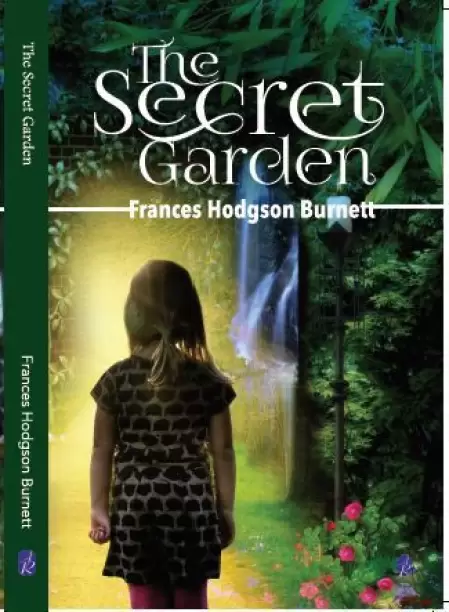 The Secret Garden
Frances Hodgson Burnett
The
Secret
Garden
Frances Hodgson Burnett